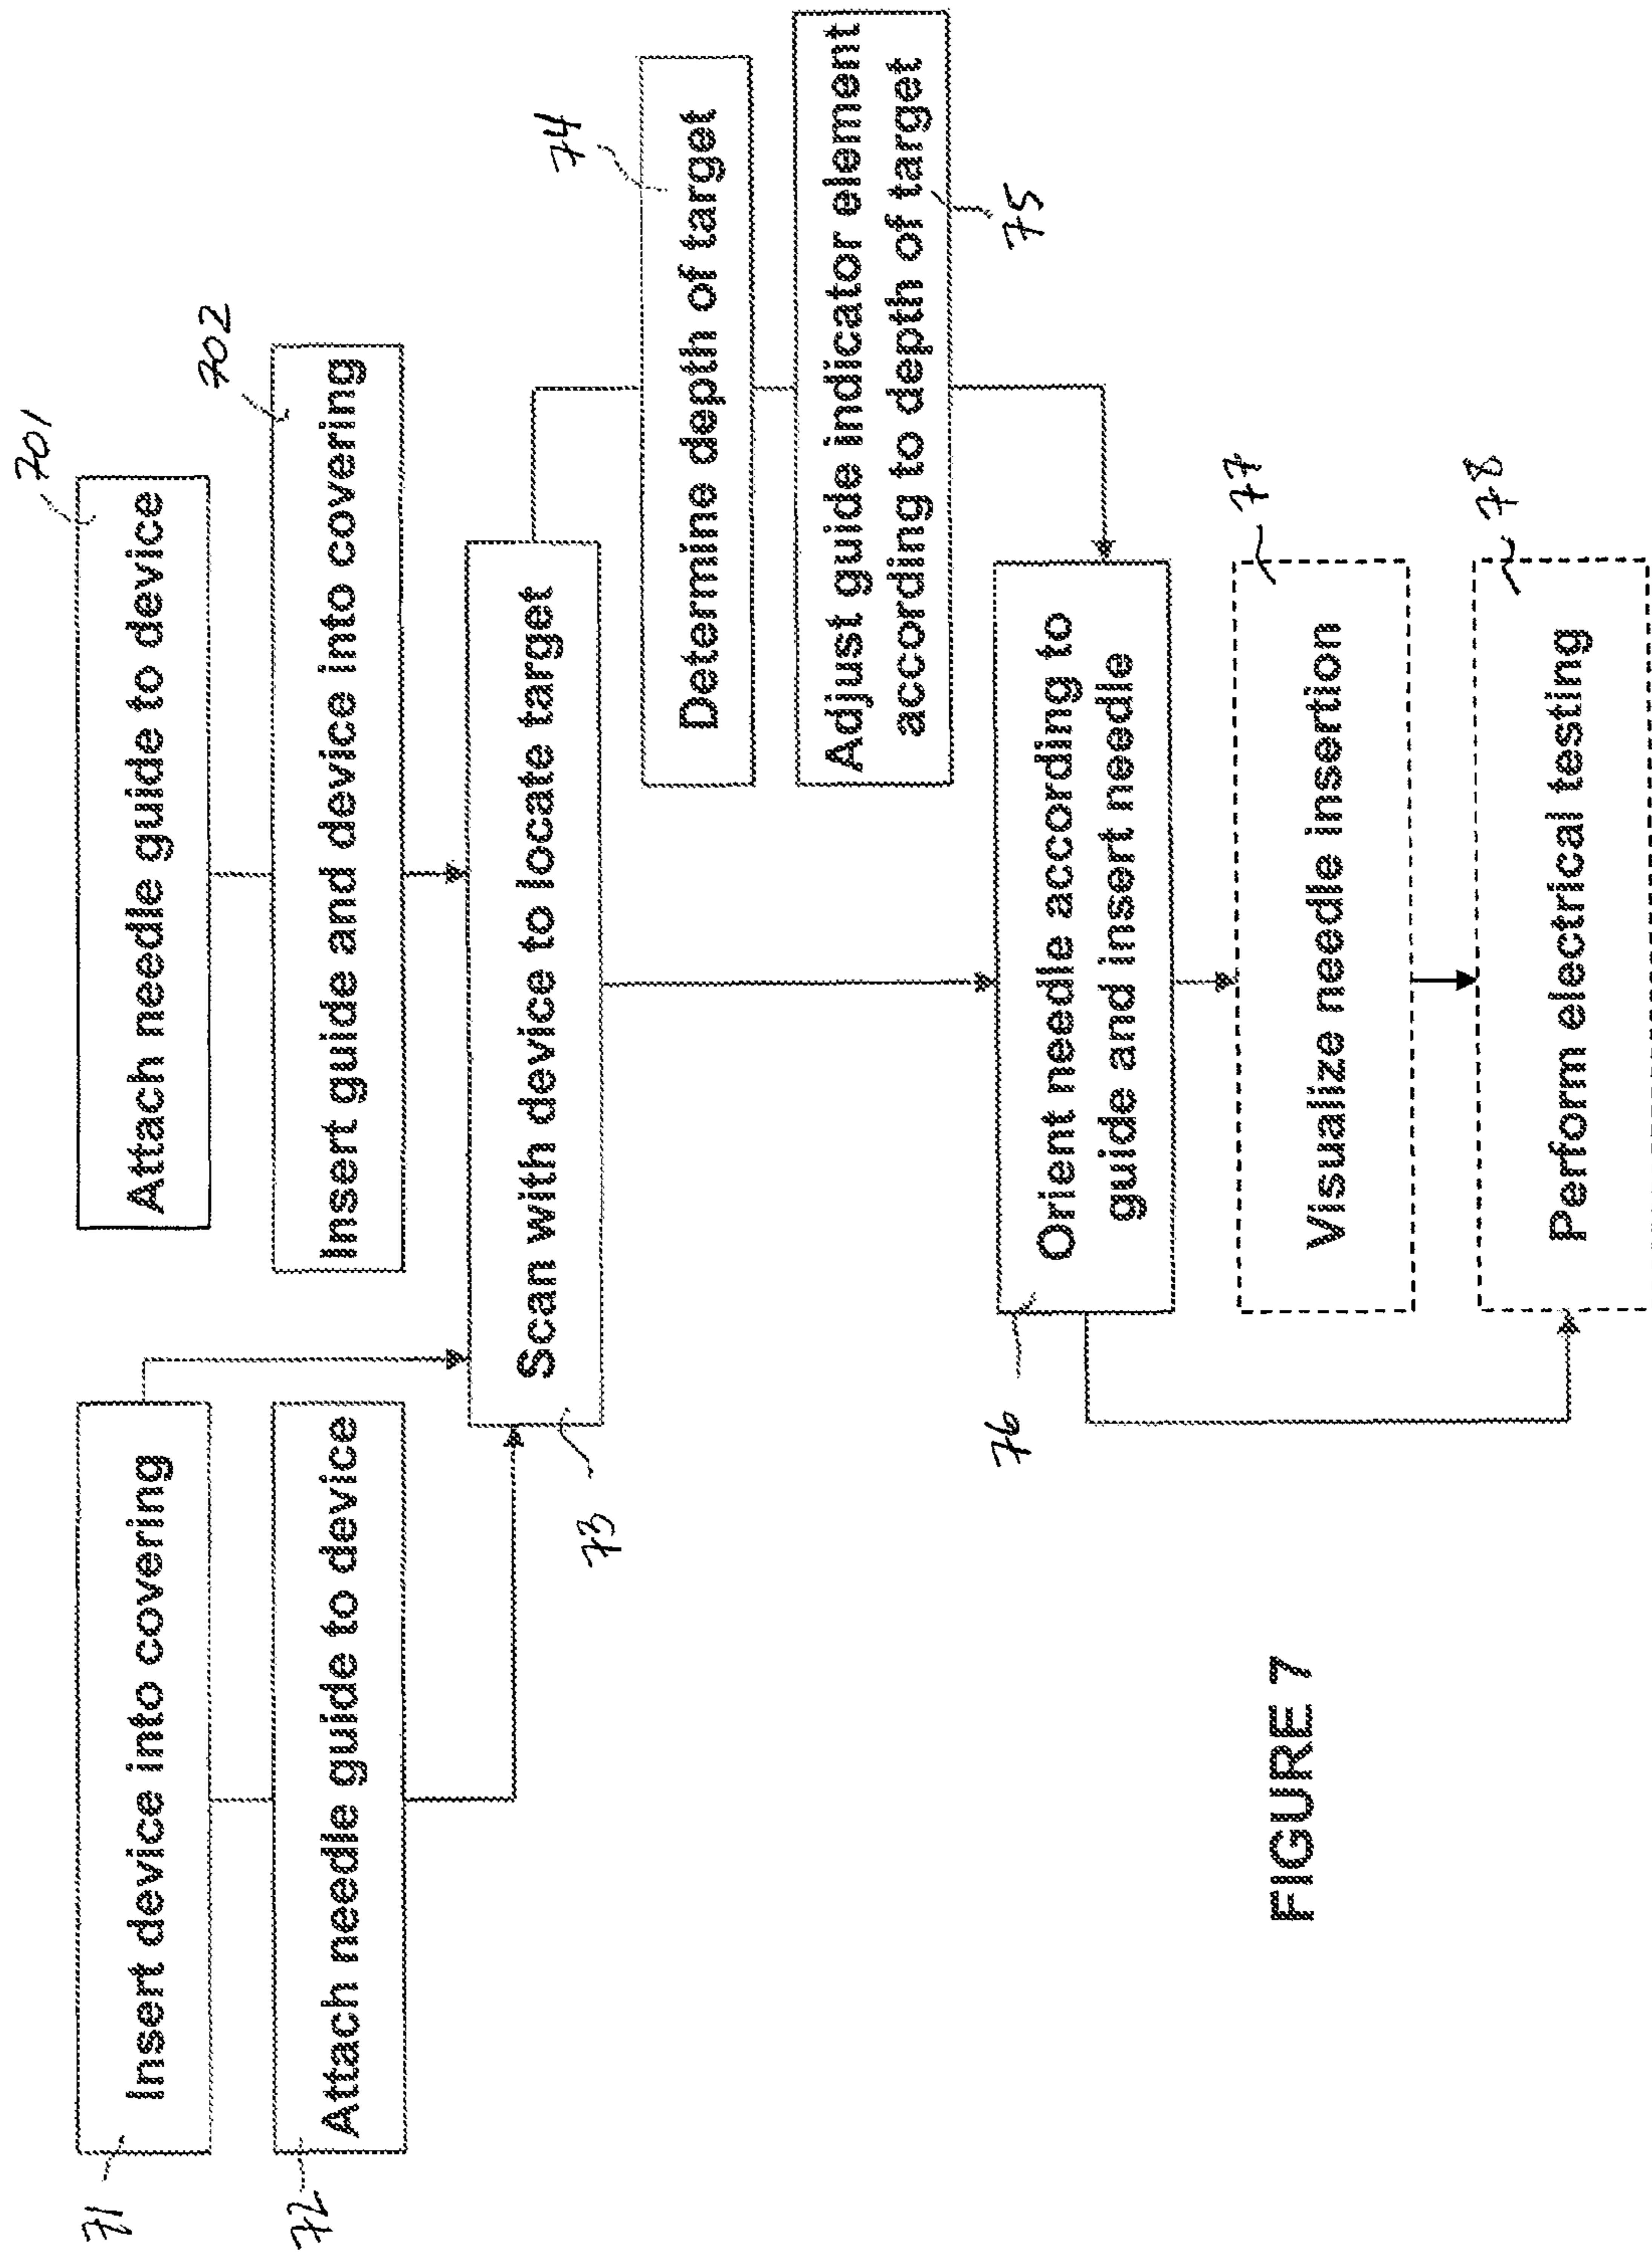 71
Insert device into covering
72
Attach needle guide to device
701
Attach needle guide to device
702
Insert guide and device into covering
73
Scan with device to locate target
74
Determine depth of target
Adjust guide indicator element
according to depth of target
75
76
Orient needle according to
guide and insert needle
77
Visualize needle insertion
78
Perform electrical testing
FIGURE 7